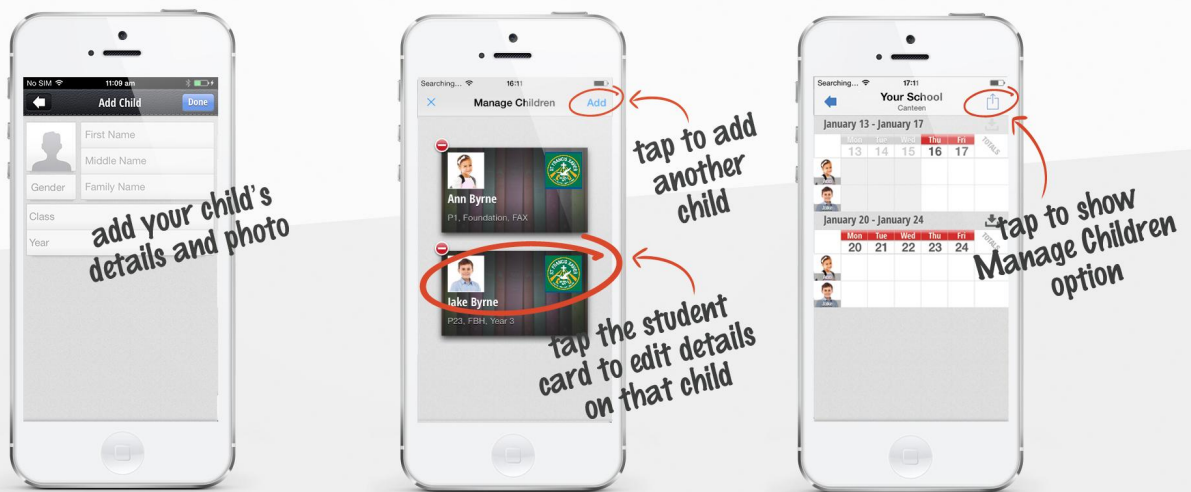 No SIM 11:09 am
Add Child Done
First Name
Middle Name
Gender Family Name
Class
Year
add your child's
details and photo
Searching... 16:11
× Manage Children Add
Ann Byrne
P1, Foundation, FAX
Jake Byrne
P23, FBH, Year 3
tap to add
another
child
tap the student
card to edit details
on that child
Searching... 17:11
Your School
Canteen
January 13 - January 17
Mon Tue Wed Thu Fri TOTALS
13 14 15 16 17
Jake
January 20 - January 24
Mon Tue Wed Thu Fri TOTALS
20 21 22 23 24
Jake
tap to show
Manage Children
option